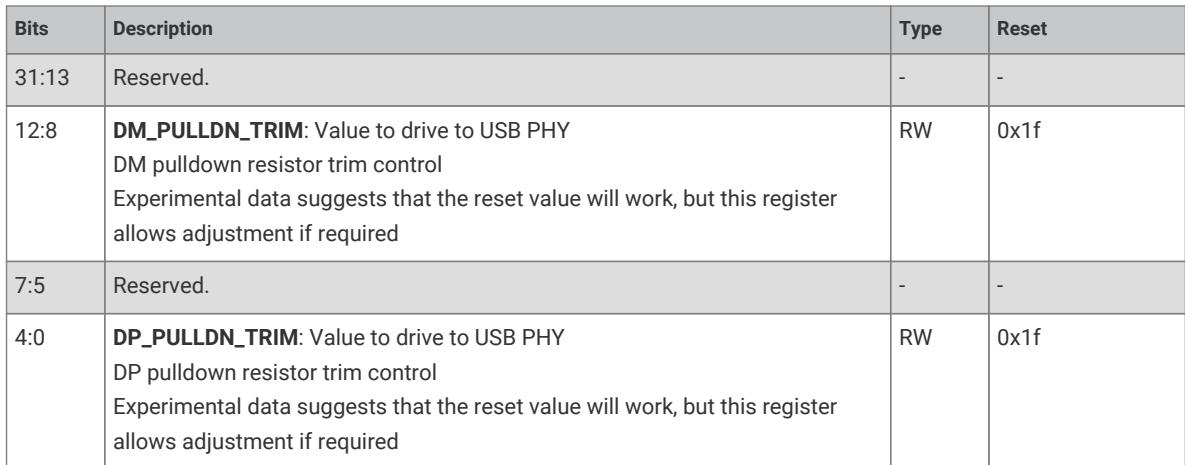 Bits Description Type Reset
31:13 Reserved. - -
12:8 DM_PULLDN_TRIM: Value to drive to USB PHY RW 0x1f
DM pulldown resistor trim control
Experimental data suggests that the reset value will work, but this register
allows adjustment if required
7:5 Reserved. - -
4:0 DP_PULLDN_TRIM: Value to drive to USB PHY RW 0x1f
DP pulldown resistor trim control
Experimental data suggests that the reset value will work, but this register
allows adjustment if required